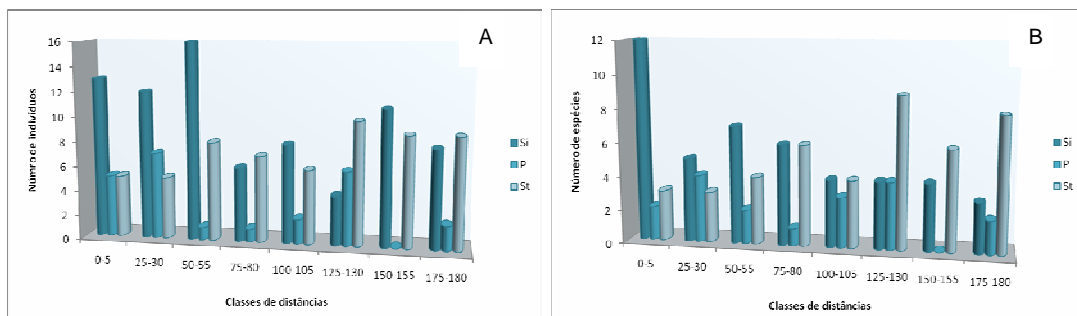 A
Número de indivíduos
16
14
12
10
8
6
4
2
0
0-5
25-30
50-55
75-80
100-105
125-130
150-155
175-180
Classes de distâncias
Si
P
St
B
Número de espécies
12
10
8
6
4
2
0
0-5
25-30
50-55
75-80
100-105
125-130
150-155
175-180
Classes de distâncias
Si
P
St